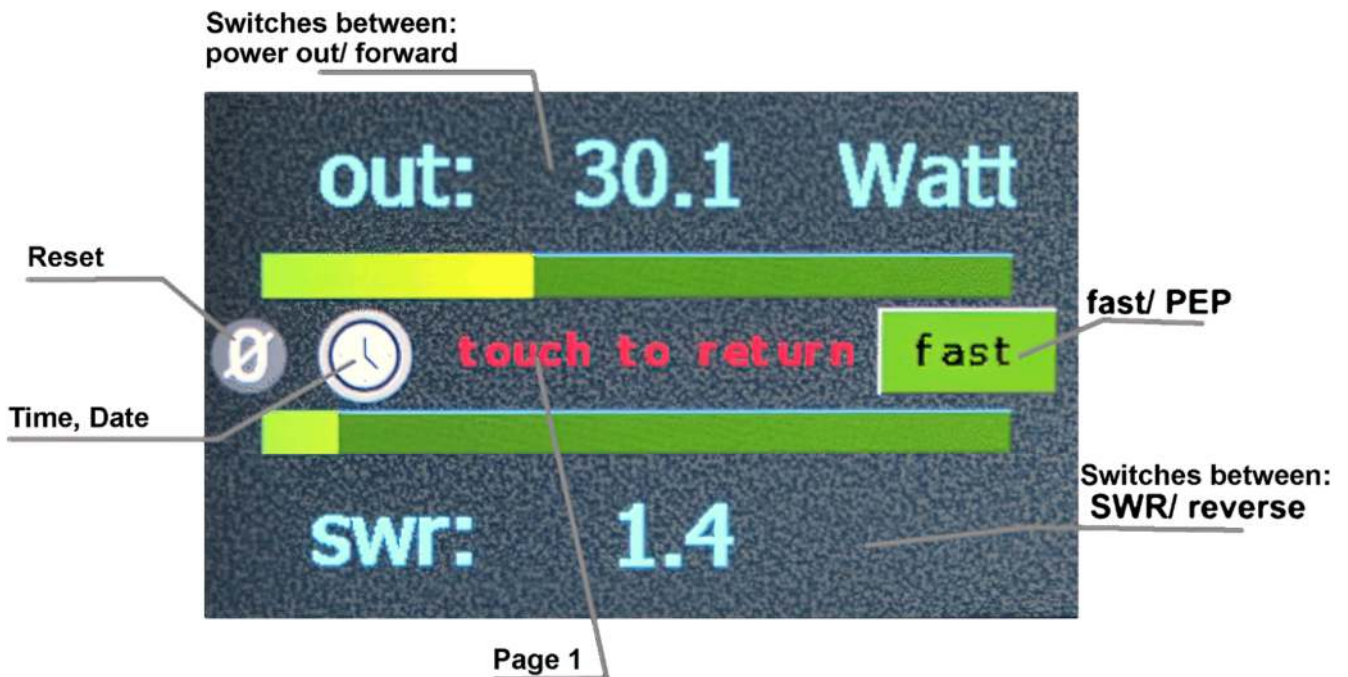 Switches between:
power out/ forward
out: 30.1 Watt
Reset
fast/ PEP
Ø touch to return fast
Time, Date
Switches between:
SWR/ reverse
swr: 1.4
Page 1